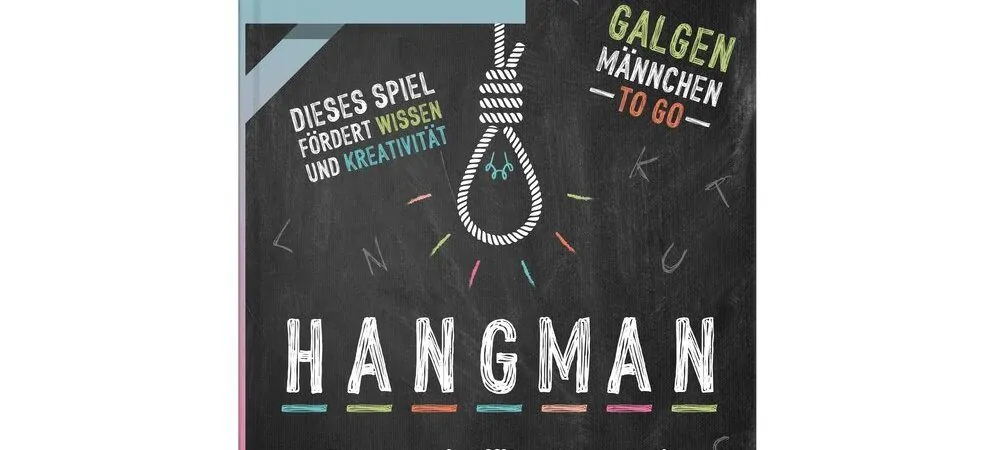 DIESES SPIEL
FÖRDERT WISSEN
UND KREATIVITÄT
GALGEN
MÄNNCHEN
— TO GO —
K
T
L
N
U
HANGMAN